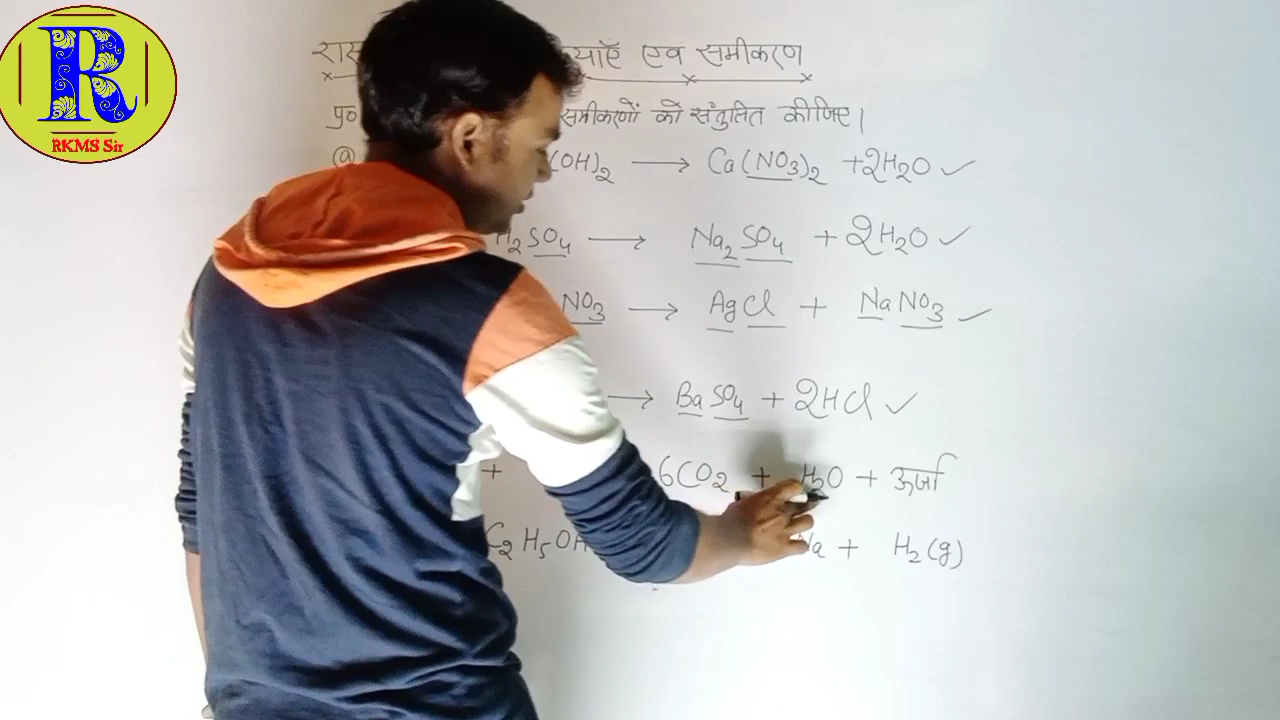 R
RKMS Sir
रास याएँ एवं समीकरण
प्र० समीकरणों को संतुलित कीजिए।
(a) (OH)₂ ⟶ Ca(NO₃)₂ + 2H₂O ✓
H₂SO₄ ⟶ Na₂SO₄ + 2H₂O ✓
NO₃ ⟶ AgCl + NaNO₃ ✓
⟶ BaSO₄ + 2HCl ✓
+ 6CO₂ + H₂O + ऊर्जा
C₂H₅OH Na + H₂(g)